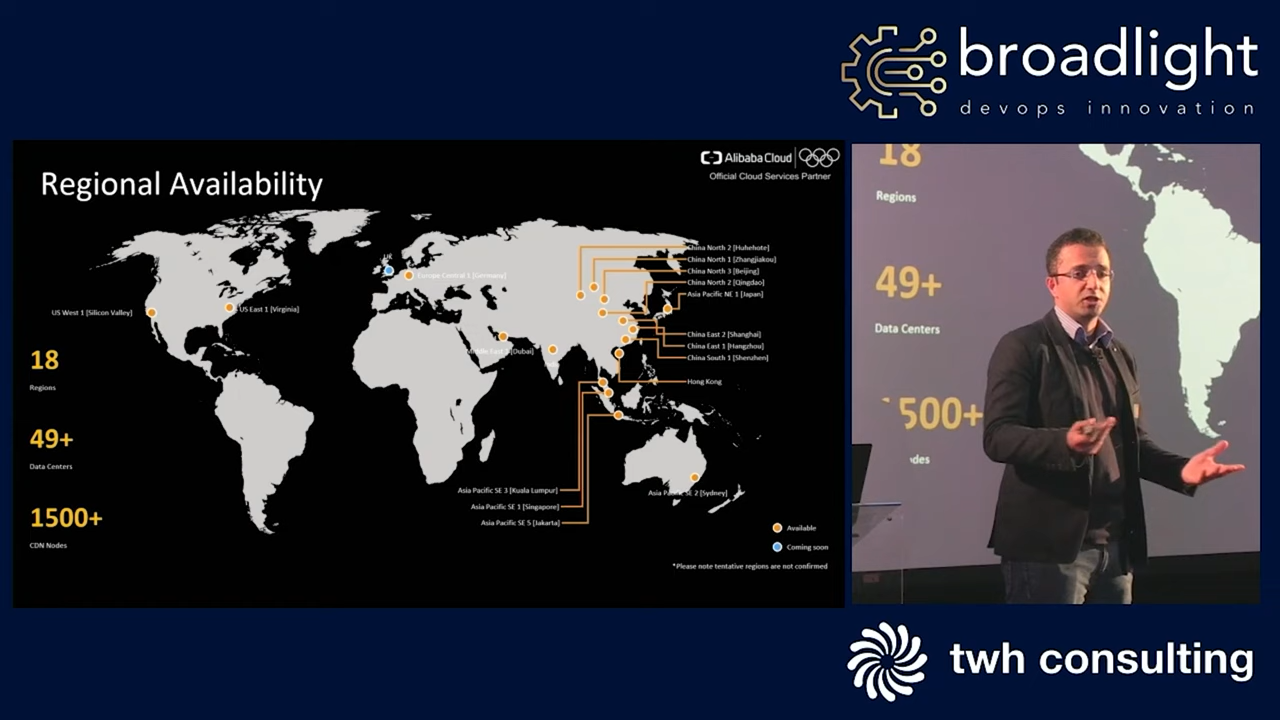 broadlight
devops innovation
Alibaba Cloud
Official Cloud Services Partner
Regional Availability
UK
Europe Central 1 [Germany]
US West 1 [Silicon Valley]
US East 1 [Virginia]
China North 2 [Huhehote]
China North 1 [Zhangjiakou]
China North 3 [Beijing]
China North 2 [Qingdao]
Asia Pacific NE 1 [Japan]
China East 2 [Shanghai]
China East 1 [Hangzhou]
China South 1 [Shenzhen]
Hong Kong
[Dubai]
18
Regions
49+
Data Centers
1500+
CDN Nodes
Asia Pacific SE 3 [Kuala Lumpur]
Asia Pacific SE 1 [Singapore]
Asia Pacific SE 5 [Jakarta]
Asia Pacific SE 2 [Sydney]
Available
Coming soon
*Please note tentative regions are not confirmed
18
Regions
49+
Data Centers
500+
des
twh consulting